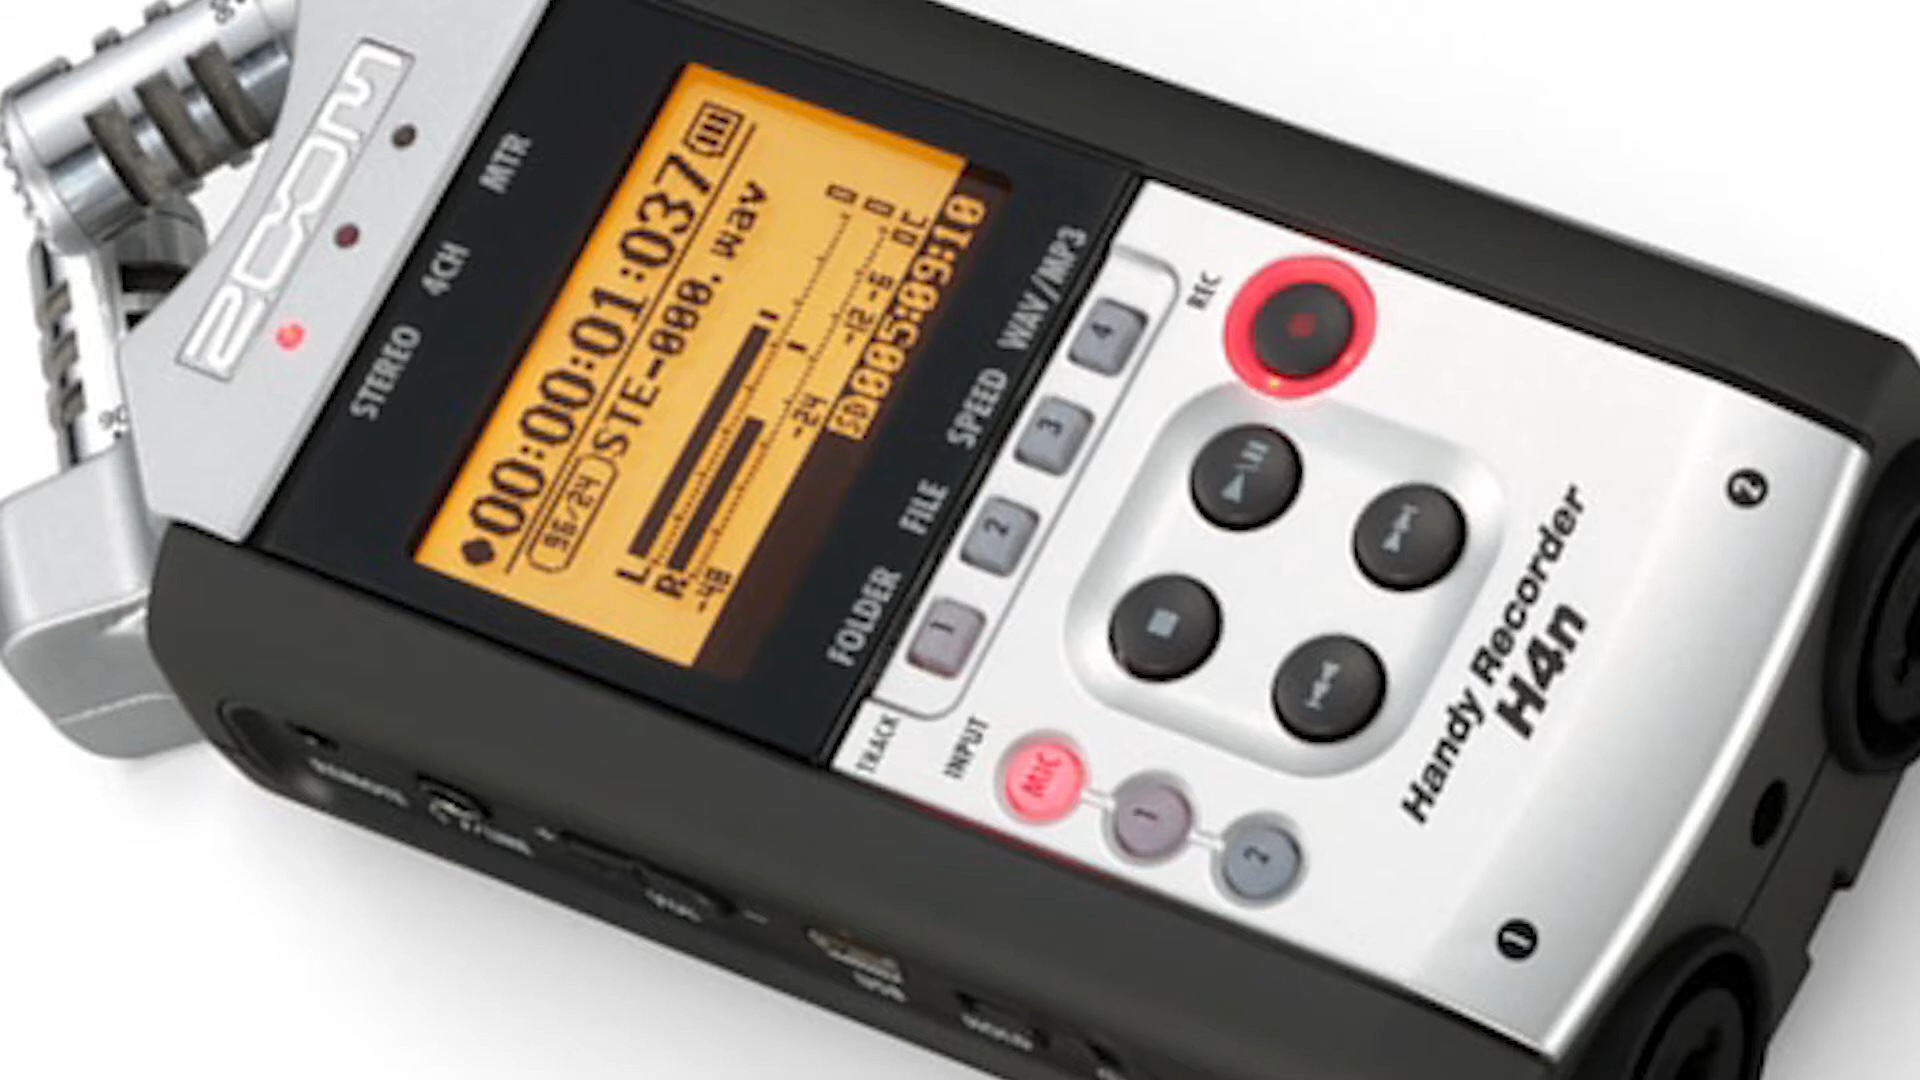 ZOOM
STEREO
4CH
MTR
00:00:01:037
96/24 STE-000.wav
L
R
-48 -24 -12 -6 0
SD 005:09:10
FOLDER
FILE
SPEED
WAV/MP3
TRACK
1
2
3
4
REC
INPUT
MIC
1
2
Handy Recorder
H4n
1
2